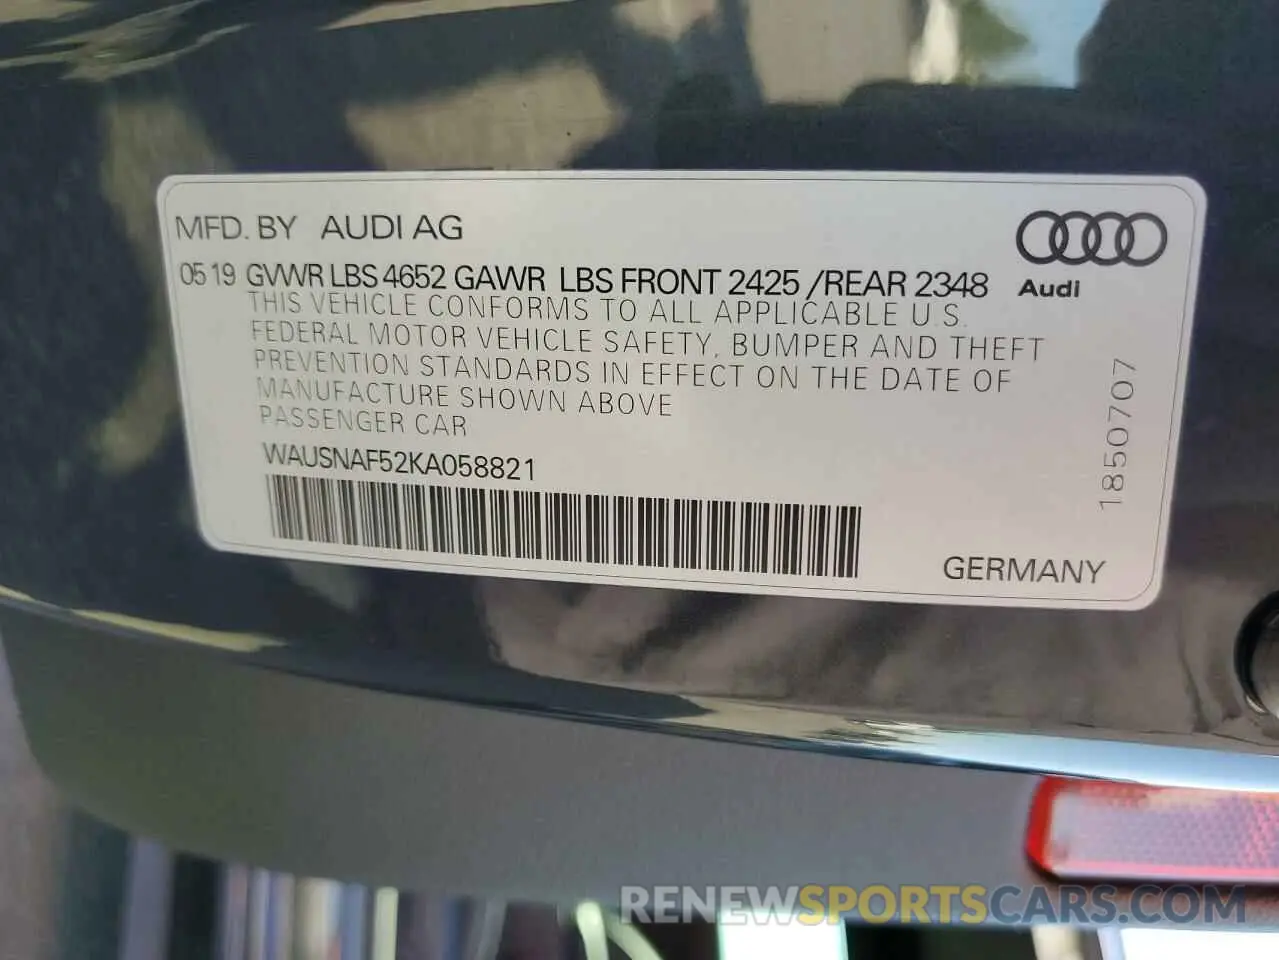 MFD. BY AUDI AG
05 19 GVWR LBS 4652 GAWR LBS FRONT 2425 /REAR 2348
Audi
THIS VEHICLE CONFORMS TO ALL APPLICABLE U.S.
FEDERAL MOTOR VEHICLE SAFETY, BUMPER AND THEFT
PREVENTION STANDARDS IN EFFECT ON THE DATE OF
MANUFACTURE SHOWN ABOVE
PASSENGER CAR
WAUSNAF52KA058821
1850707
GERMANY
RENEWSPORTSCARS.COM